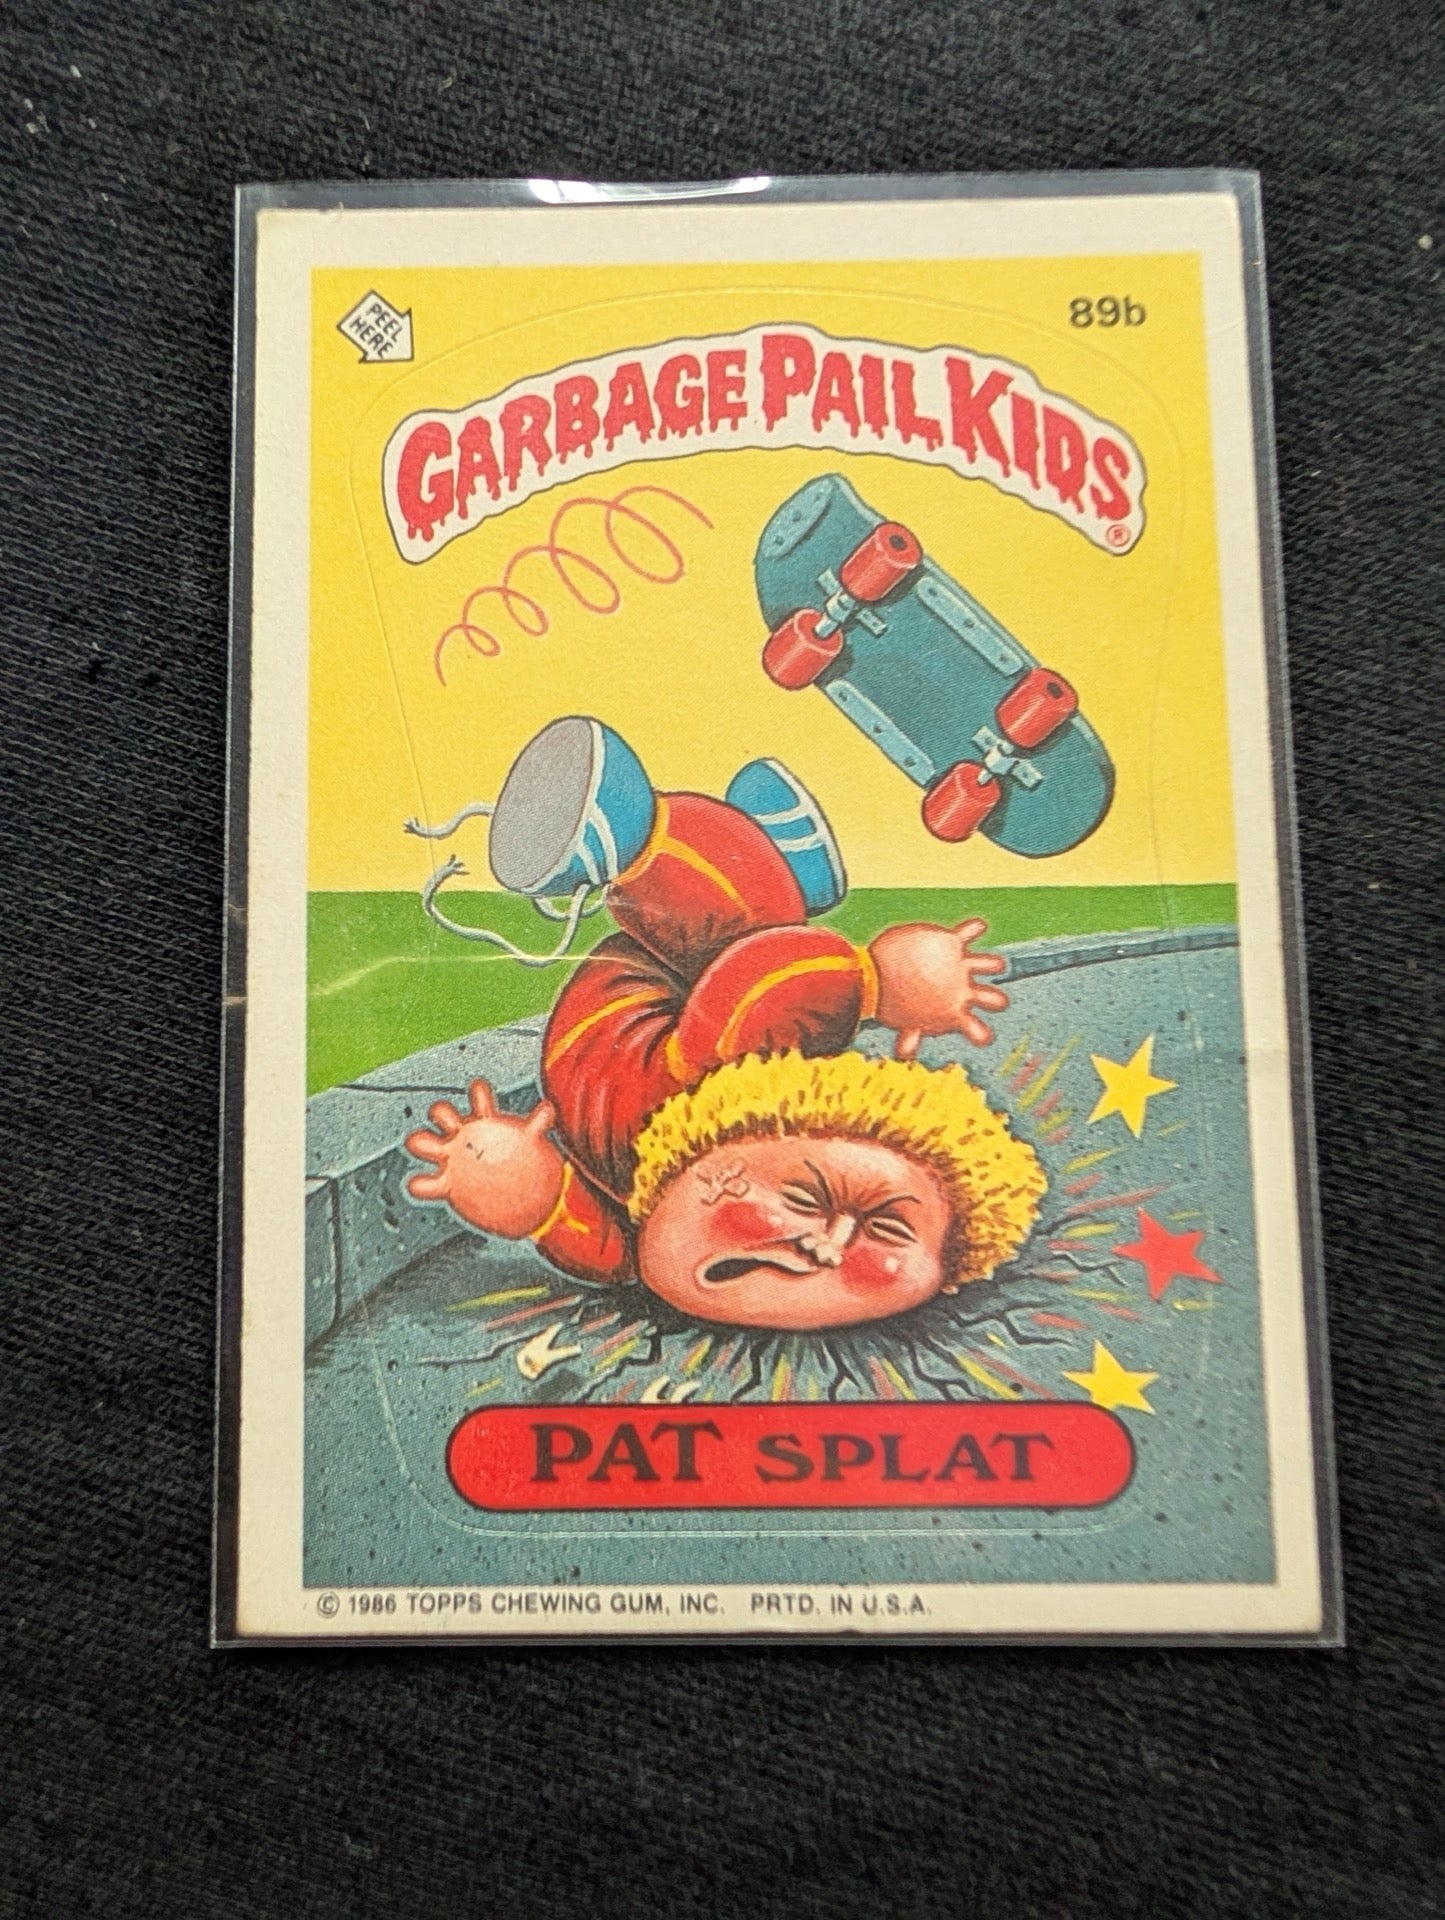 PEEL
HERE
89b
GARBAGE PAIL KIDS
®
PAT SPLAT
© 1986 TOPPS CHEWING GUM, INC. PRTD. IN U.S.A.